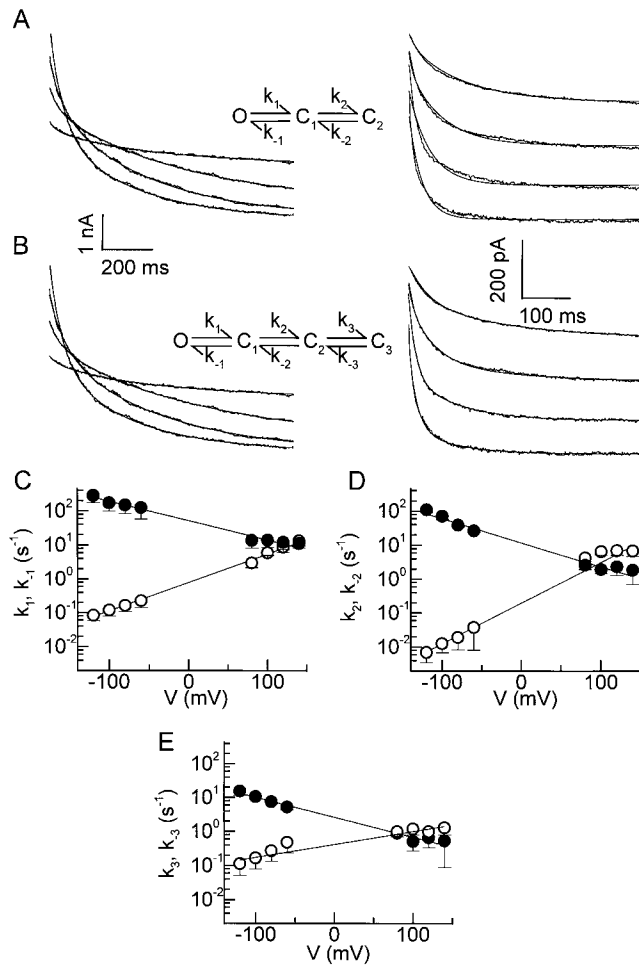 A
O k₁ k₋₁ C₁ k₂ k₋₂ C₂
1 nA
200 ms
B
200 pA
100 ms
O k₁ k₋₁ C₁ k₂ k₋₂ C₂ k₃ k₋₃ C₃
C
k₁, k₋₁ (s⁻¹)
10²
10¹
10⁰
10⁻¹
10⁻²
-100 0 100
V (mV)
D
k₂, k₋₂ (s⁻¹)
10²
10¹
10⁰
10⁻¹
10⁻²
-100 0 100
V (mV)
E
k₃, k₋₃ (s⁻¹)
10²
10¹
10⁰
10⁻¹
10⁻²
-100 0 100
V (mV)